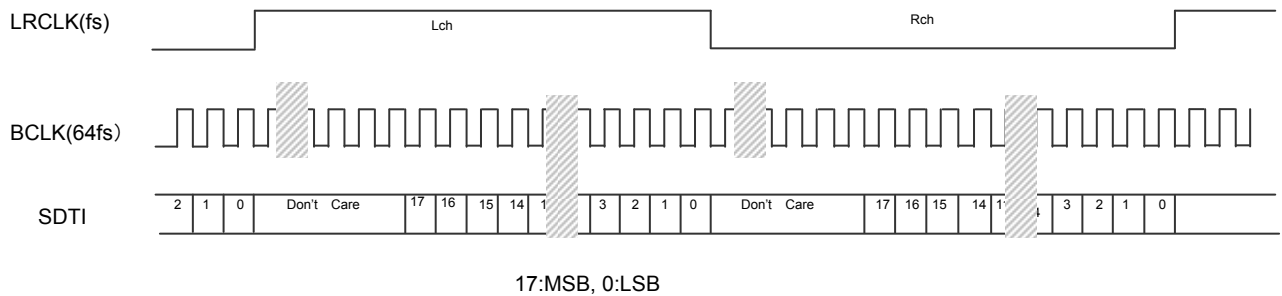 LRCLK(fs)
Lch
Rch
BCLK(64fs）
SDTI
2 1 0 Don't Care 17 16 15 14 3 2 1 0 Don't Care 17 16 15 14 3 2 1 0
17:MSB, 0:LSB